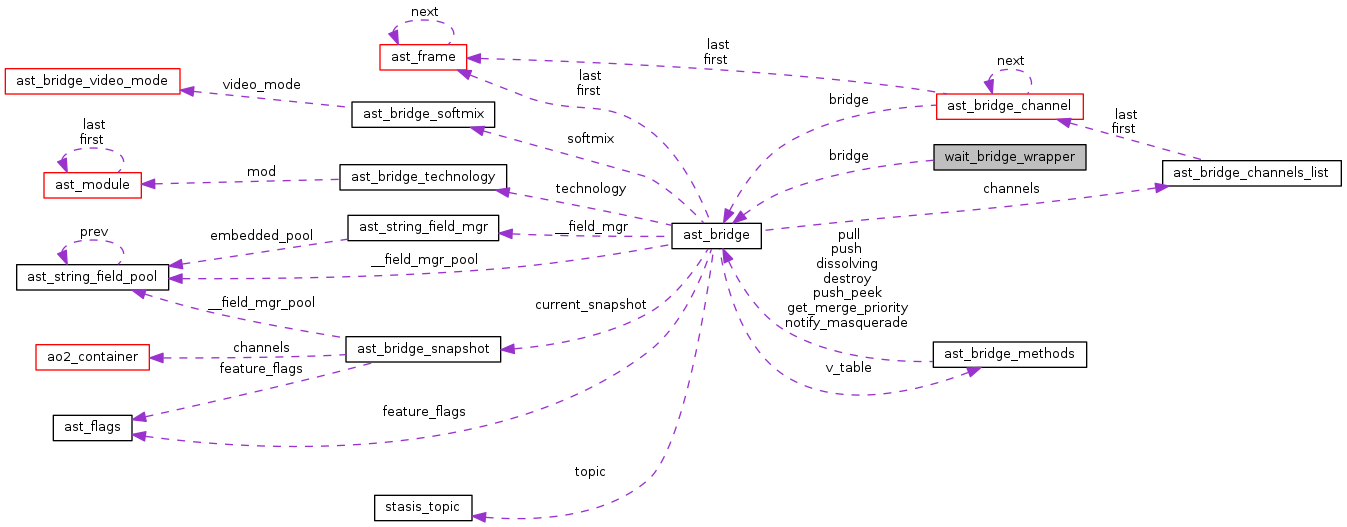 next
ast_frame
last
first
next
ast_bridge_video_mode
video_mode
last
first
bridge
ast_bridge_channel
ast_bridge_softmix
last
first
last
first
softmix
bridge
wait_bridge_wrapper
ast_module
mod
ast_bridge_technology
technology
channels
ast_bridge_channels_list
prev
embedded_pool
ast_string_field_mgr
__field_mgr
ast_bridge
pull
push
dissolving
destroy
push_peek
get_merge_priority
notify_masquerade
ast_string_field_pool
__field_mgr_pool
__field_mgr_pool
current_snapshot
ao2_container
channels
feature_flags
ast_bridge_snapshot
ast_bridge_methods
v_table
ast_flags
feature_flags
topic
stasis_topic